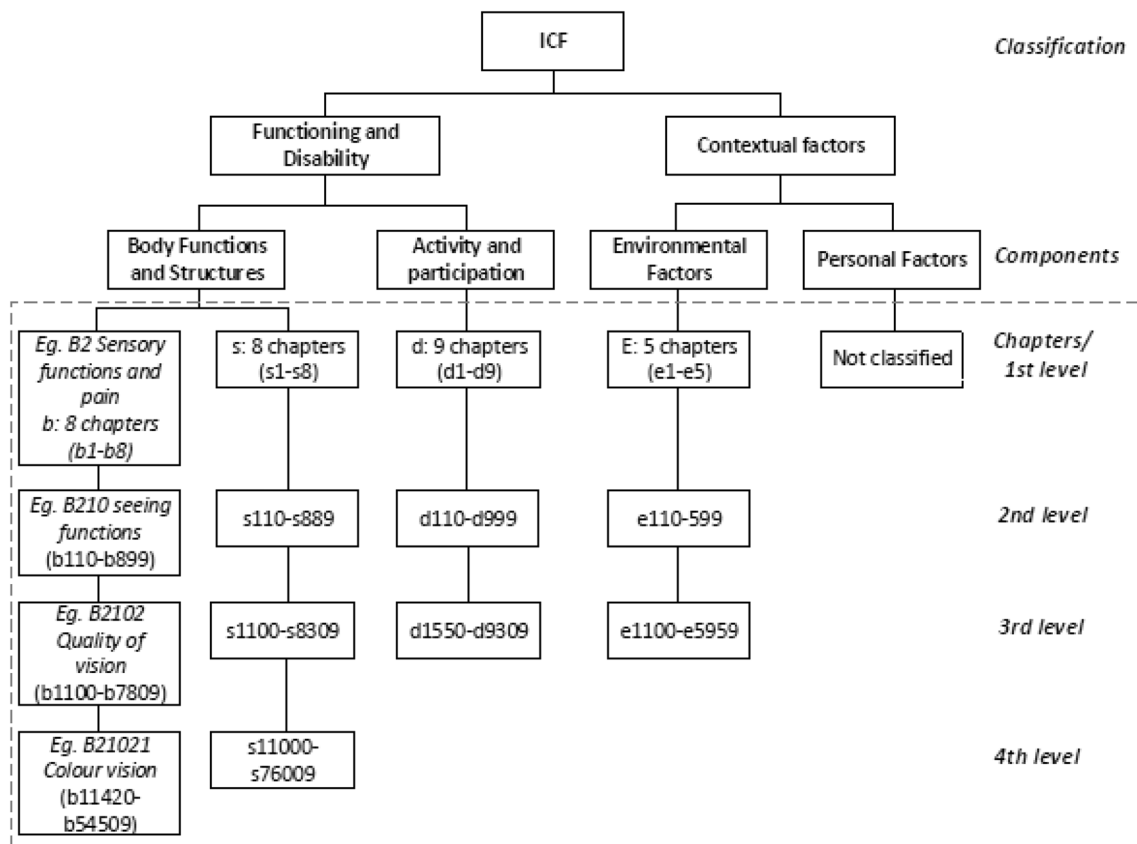 ICF
Classification
Functioning and
Disability
Contextual factors
Body Functions
and Structures
Activity and
participation
Environmental
Factors
Personal Factors
Components
Eg. B2 Sensory
functions and
pain
b: 8 chapters
(b1-b8)
s: 8 chapters
(s1-s8)
d: 9 chapters
(d1-d9)
E: 5 chapters
(e1-e5)
Not classified
Chapters/
1st level
Eg. B210 seeing
functions
(b110-b899)
s110-s889
d110-d999
e110-599
2nd level
Eg. B2102
Quality of
vision
(b1100-b7809)
s1100-s8309
d1550-d9309
e1100-e5959
3rd level
Eg. B21021
Colour vision
(b11420-
b54509)
s11000-
s76009
4th level